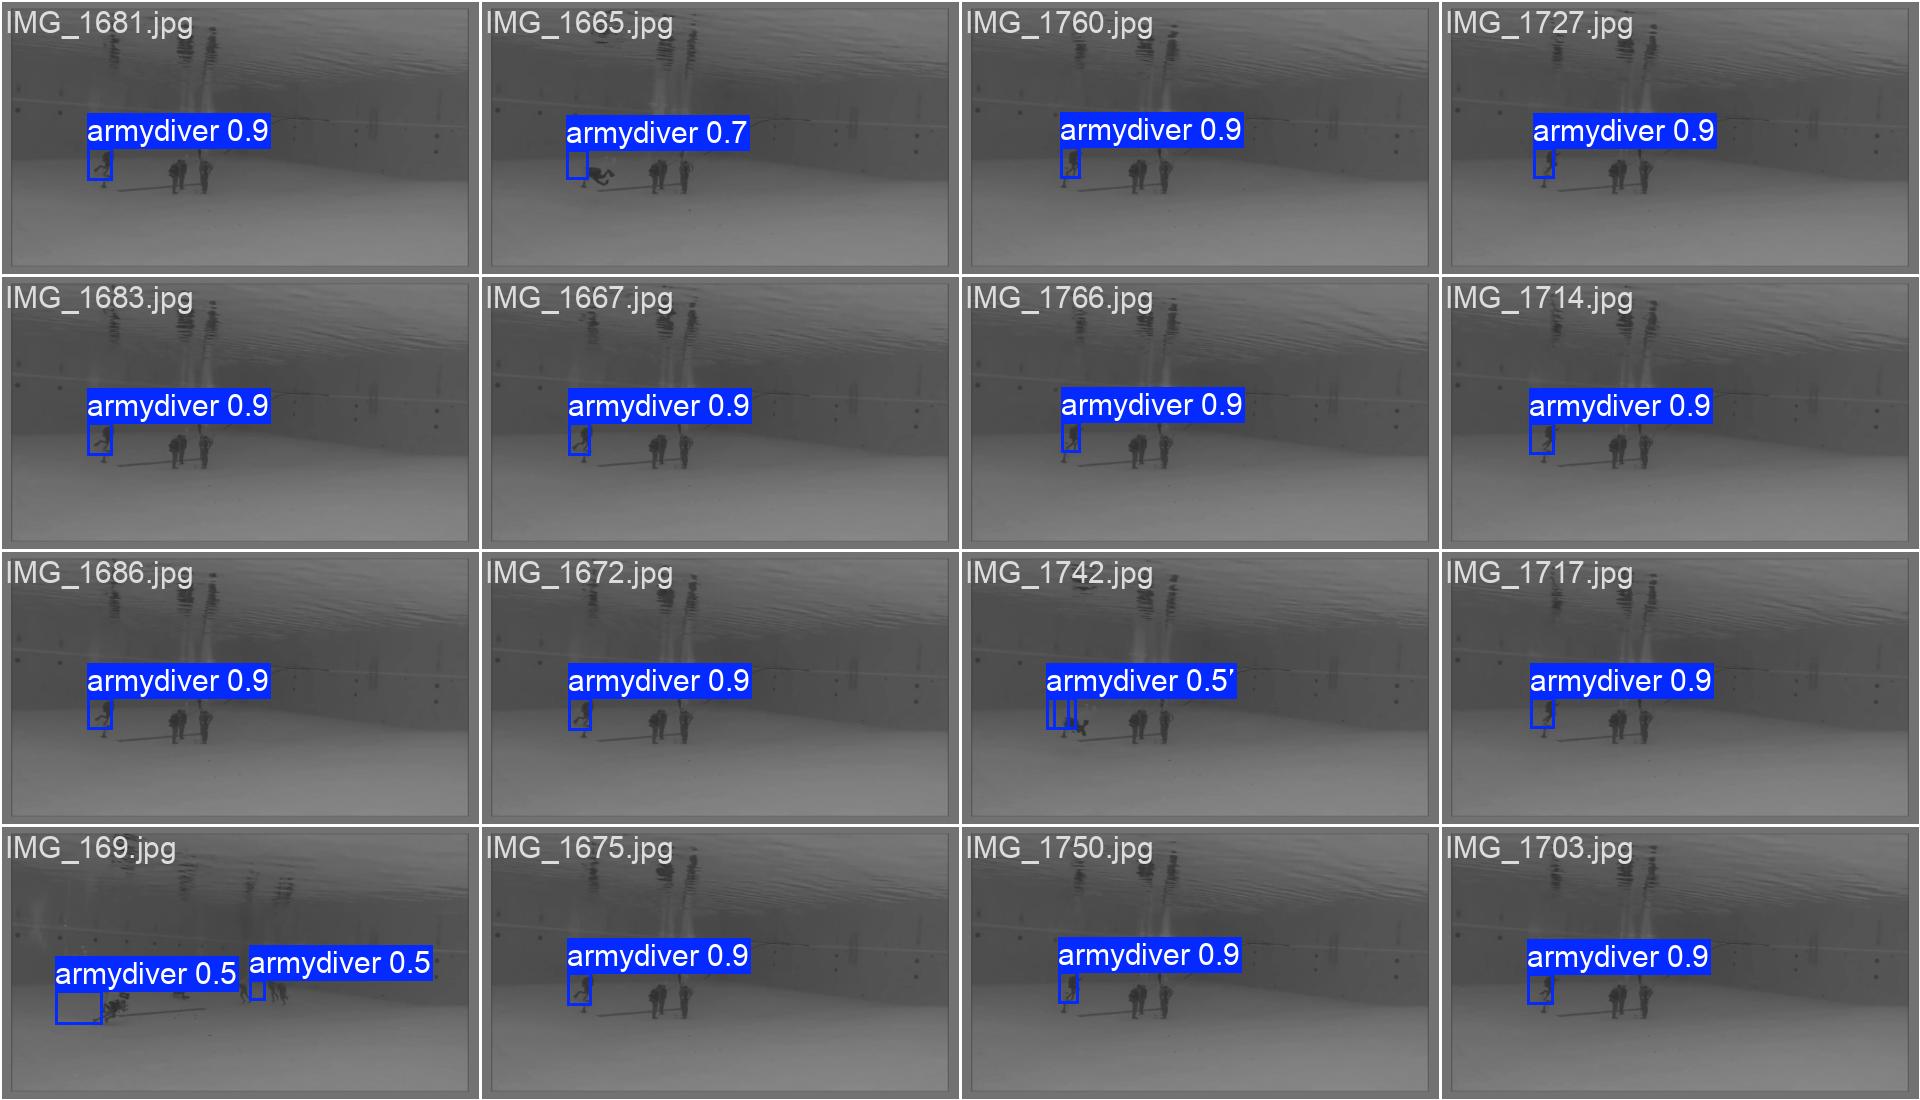 IMG_1681.jpg
armydiver 0.9
IMG_1665.jpg
armydiver 0.7
IMG_1760.jpg
armydiver 0.9
IMG_1727.jpg
armydiver 0.9
IMG_1683.jpg
armydiver 0.9
IMG_1667.jpg
armydiver 0.9
IMG_1766.jpg
armydiver 0.9
IMG_1714.jpg
armydiver 0.9
IMG_1686.jpg
armydiver 0.9
IMG_1672.jpg
armydiver 0.9
IMG_1742.jpg
armydiver 0.5
IMG_1717.jpg
armydiver 0.9
IMG_169.jpg
armydiver 0.5
armydiver 0.5
IMG_1675.jpg
armydiver 0.9
IMG_1750.jpg
armydiver 0.9
IMG_1703.jpg
armydiver 0.9